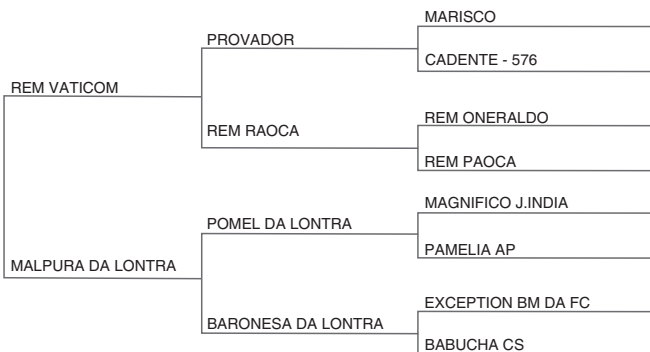 MARISCO
PROVADOR
CADENTE - 576
REM VATICOM
REM ONERALDO
REM RAOCA
REM PAOCA
MAGNIFICO J.INDIA
POMEL DA LONTRA
PAMELIA AP
MALPURA DA LONTRA
EXCEPTION BM DA FC
BARONESA DA LONTRA
BABUCHA CS